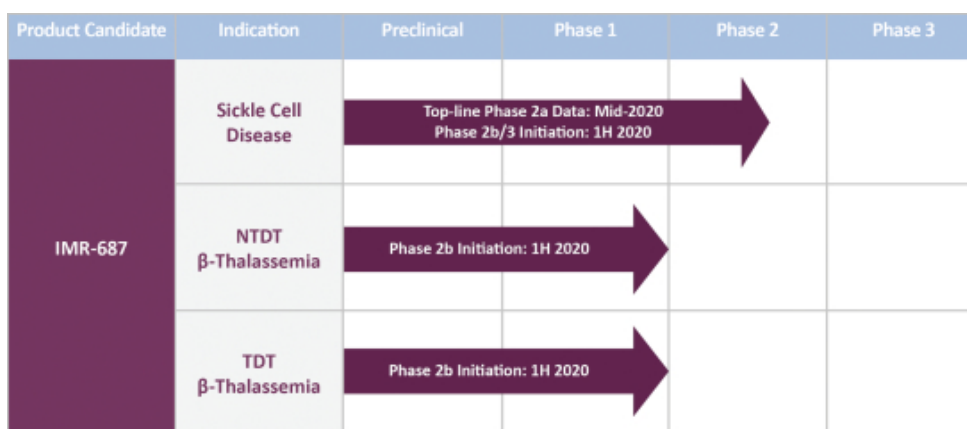 Product Candidate
Indication
Preclinical
Phase 1
Phase 2
Phase 3
IMR-687
Sickle Cell
Disease
Top-line Phase 2a Data: Mid-2020
Phase 2b/3 Initiation: 1H 2020
NTDT
β-Thalassemia
Phase 2b Initiation: 1H 2020
TDT
β-Thalassemia
Phase 2b Initiation: 1H 2020